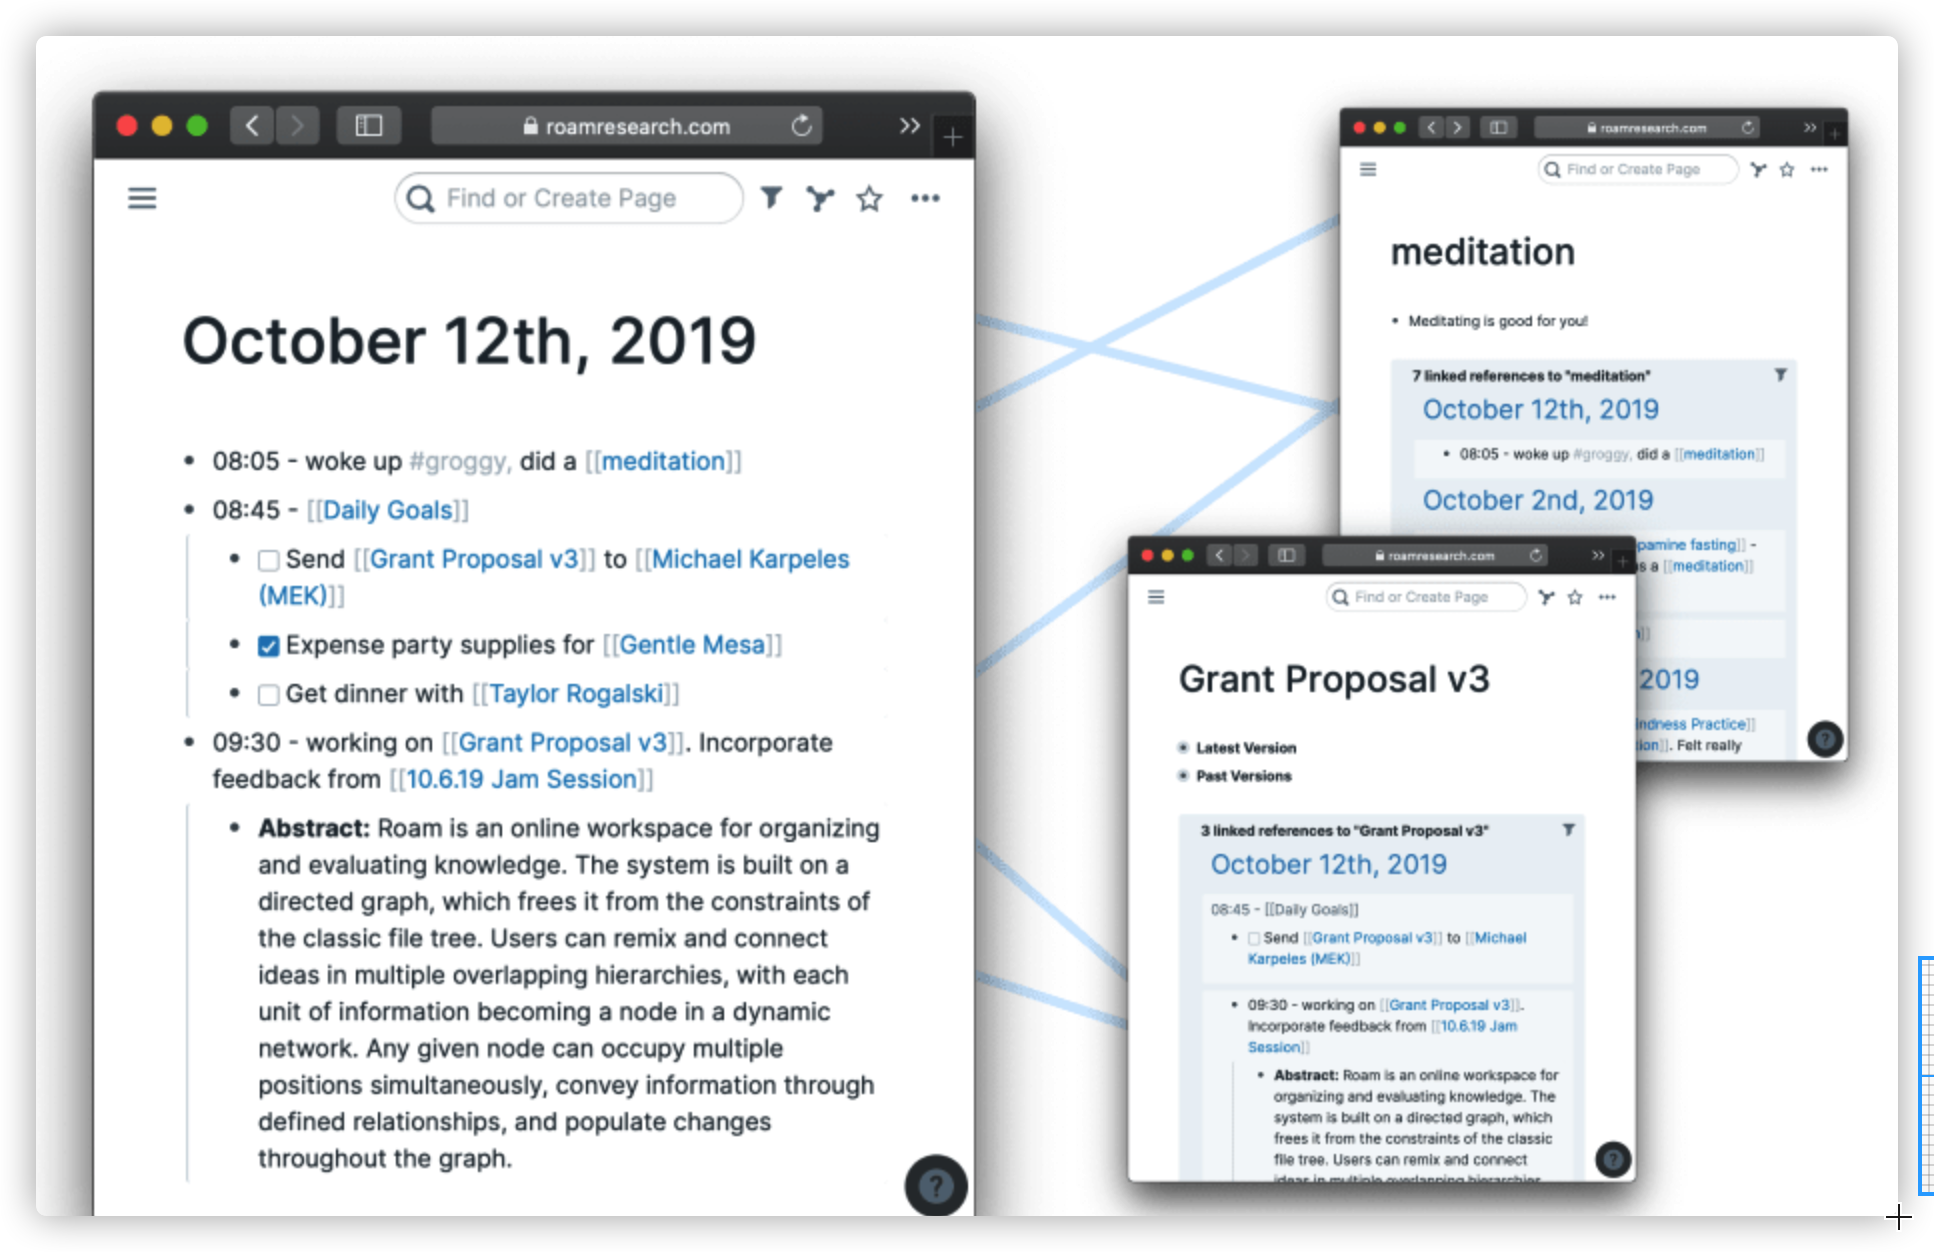 roamresearch.com
Find or Create Page
October 12th, 2019
• 08:05 - woke up #groggy, did a [[meditation]]
• 08:45 - [[Daily Goals]]
• Send [[Grant Proposal v3]] to [[Michael Karpeles
(MEK)]]
• Expense party supplies for [[Gentle Mesa]]
• Get dinner with [[Taylor Rogalski]]
• 09:30 - working on [[Grant Proposal v3]]. Incorporate
feedback from [[10.6.19 Jam Session]]
• Abstract: Roam is an online workspace for organizing
and evaluating knowledge. The system is built on a
directed graph, which frees it from the constraints of
the classic file tree. Users can remix and connect
ideas in multiple overlapping hierarchies, with each
unit of information becoming a node in a dynamic
network. Any given node can occupy multiple
positions simultaneously, convey information through
defined relationships, and populate changes
throughout the graph.
?
roamresearch.com
Find or Create Page
meditation
• Meditating is good for you!
7 linked references to "meditation"
October 12th, 2019
• 08:05 - woke up #groggy, did a [[meditation]]
October 2nd, 2019
fasting]] -
a [[meditation]]
2019
Practice]]
. Felt really
?
roamresearch.com
Find or Create Page
Grant Proposal v3
• Latest Version
• Past Versions
3 linked references to "Grant Proposal v3"
October 12th, 2019
08:45 - [[Daily Goals]]
• Send [[Grant Proposal v3]] to [[Michael
Karpeles (MEK)]]
• 09:30 - working on [[Grant Proposal v3]].
Incorporate feedback from [[10.6.19 Jam
Session]]
• Abstract: Roam is an online workspace for
organizing and evaluating knowledge. The
system is built on a directed graph, which
frees it from the constraints of the classic
file tree. Users can remix and connect
ideas in multiple overlapping hierarchies
?